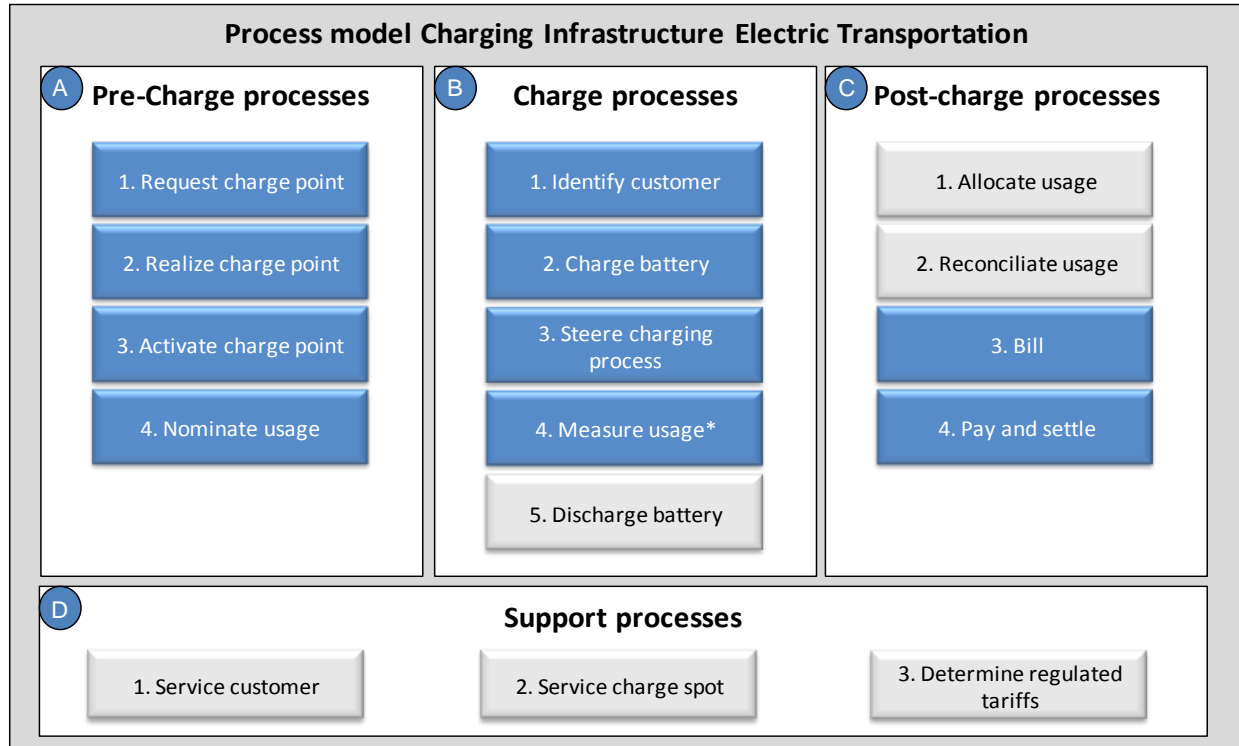 Process model Charging Infrastructure Electric Transportation
A
Pre-Charge processes
1. Request charge point
2. Realize charge point
3. Activate charge point
4. Nominate usage
B
Charge processes
1. Identify customer
2. Charge battery
3. Steere charging
process
4. Measure usage*
5. Discharge battery
C
Post-charge processes
1. Allocate usage
2. Reconciliate usage
3. Bill
4. Pay and settle
D
Support processes
1. Service customer
2. Service charge spot
3. Determine regulated
tariffs